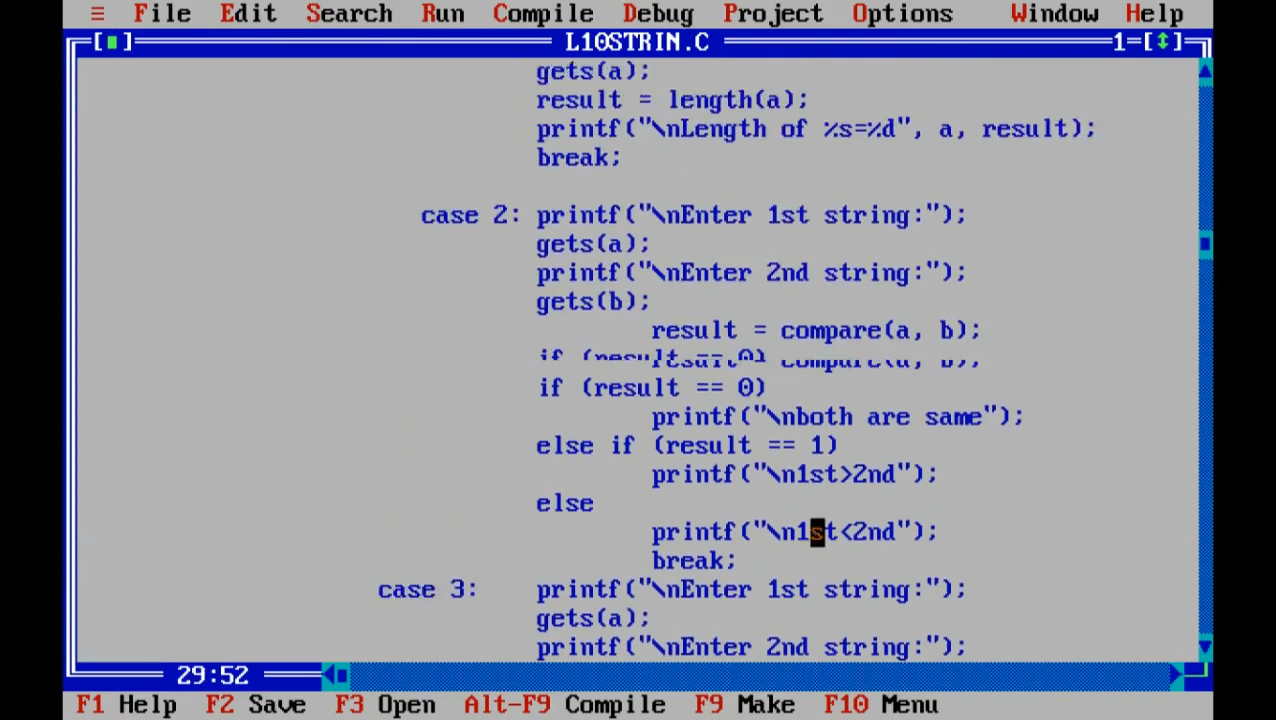 ≡ File Edit Search Run Compile Debug Project Options Window Help
[■] L10STRIN.C 1=[↕]
gets(a);
result = length(a);
printf("\nLength of %s=%d", a, result);
break;
case 2: printf("\nEnter 1st string:");
gets(a);
printf("\nEnter 2nd string:");
gets(b);
result = compare(a, b);
if (result == 0)
printf("\nboth are same");
else if (result == 1)
printf("\n1st>2nd");
else
printf("\n1st<2nd");
break;
case 3: printf("\nEnter 1st string:");
gets(a);
printf("\nEnter 2nd string:");
29:52
F1 Help F2 Save F3 Open Alt-F9 Compile F9 Make F10 Menu